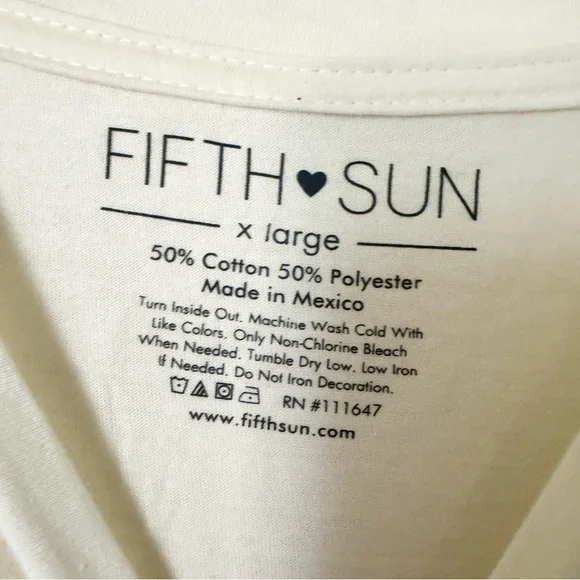 FIFTH♥SUN
x large
50% Cotton 50% Polyester
Made in Mexico
Turn Inside Out. Machine Wash Cold With
Like Colors. Only Non-Chlorine Bleach
When Needed. Tumble Dry Low. Low Iron
If Needed. Do Not Iron Decoration.
RN #111647
www.fifthsun.com